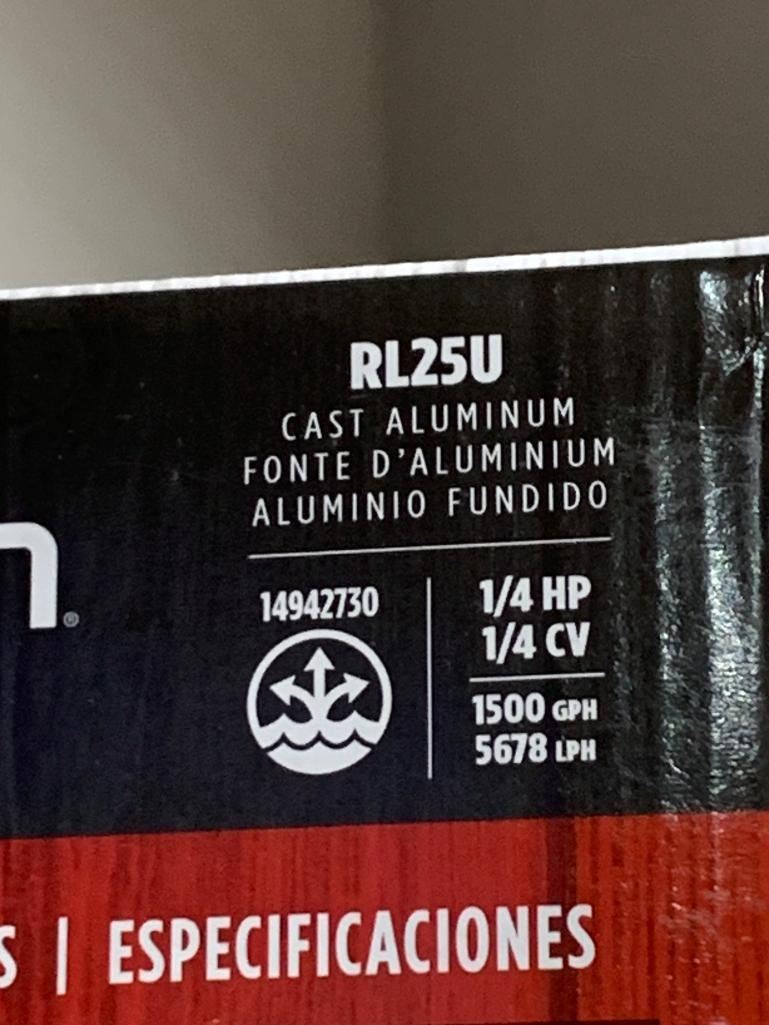 RL25U
CAST ALUMINUM
FONTE D'ALUMINIUM
ALUMINIO FUNDIDO
14942730
1/4 HP
1/4 CV
1500 GPH
5678 LPH
| ESPECIFICACIONES